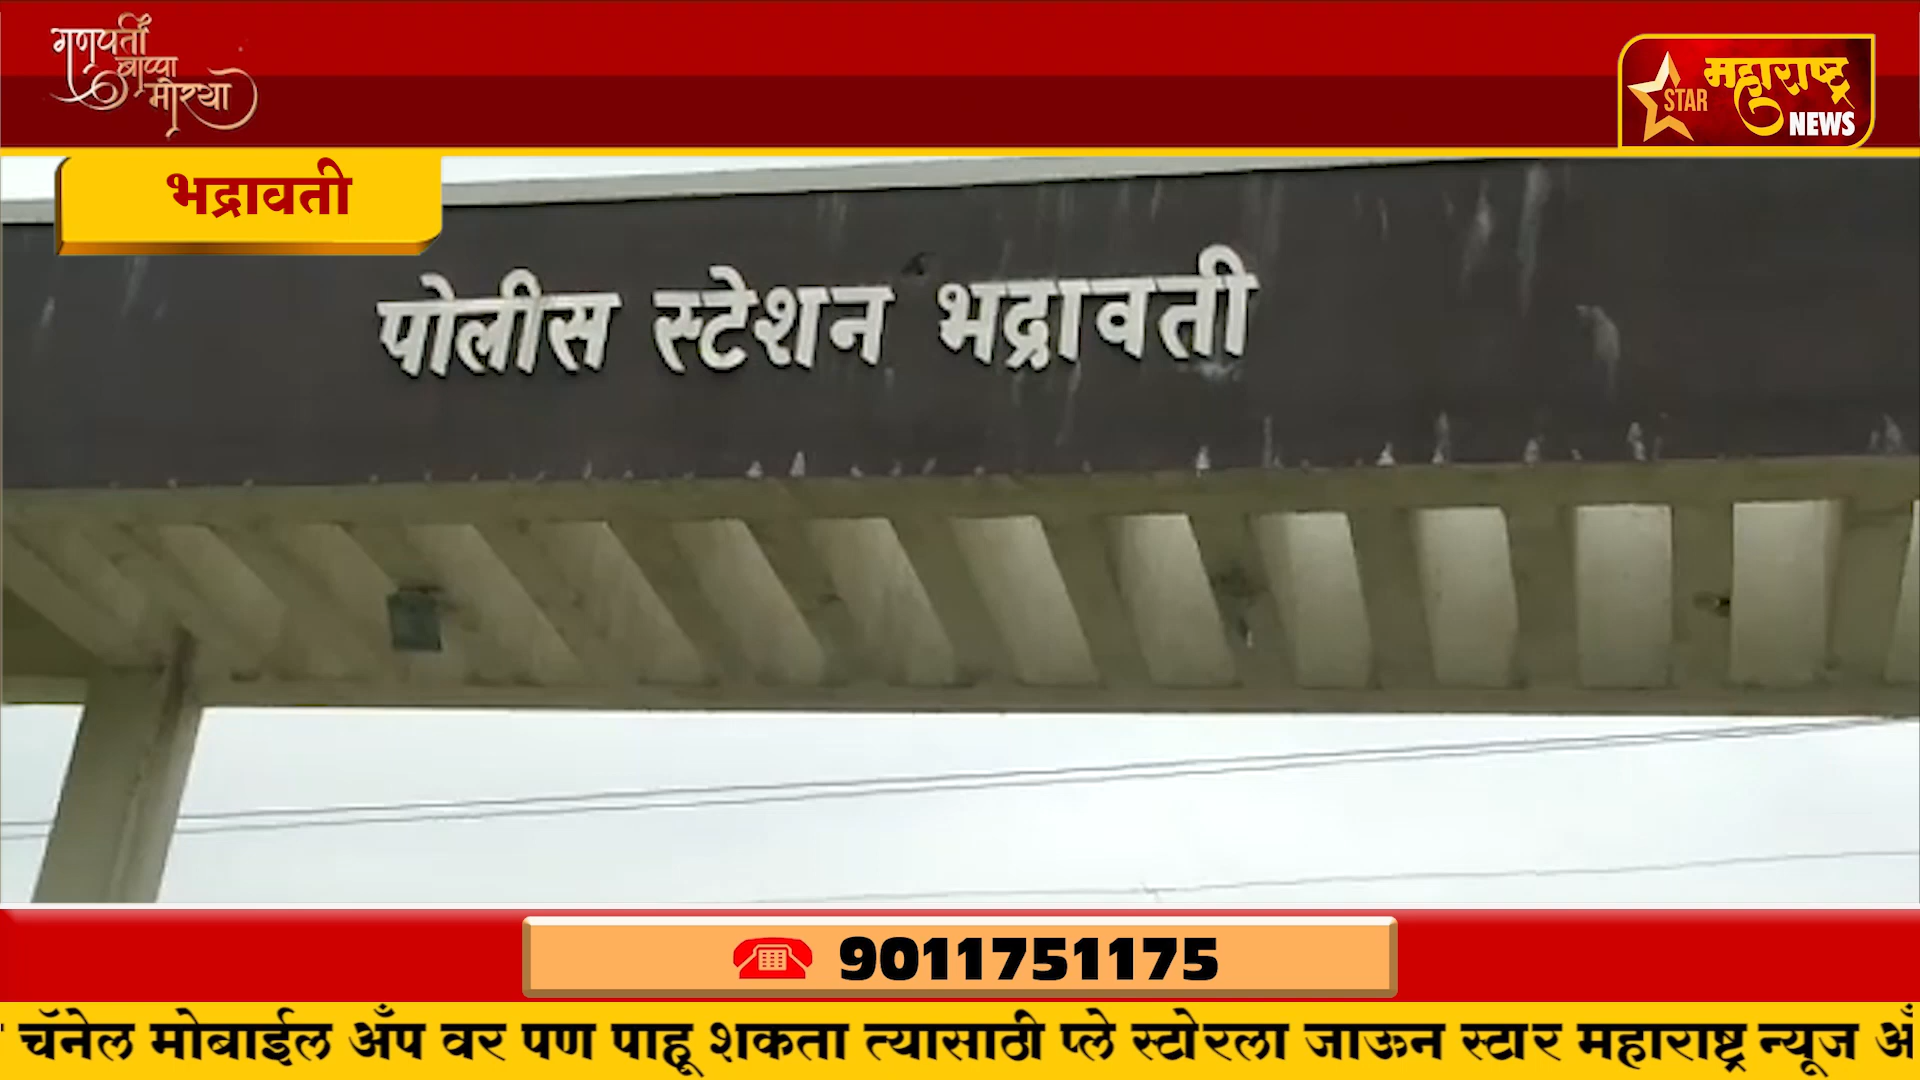 गणपती
बाप्पा
मोरया
STAR महाराष्ट्र
NEWS
भद्रावती
पोलीस स्टेशन भद्रावती
9011751175
चॅनेल मोबाईल अँप वर पण पाहू शकता त्यासाठी प्ले स्टोरला जाऊन स्टार महाराष्ट्र न्यूज